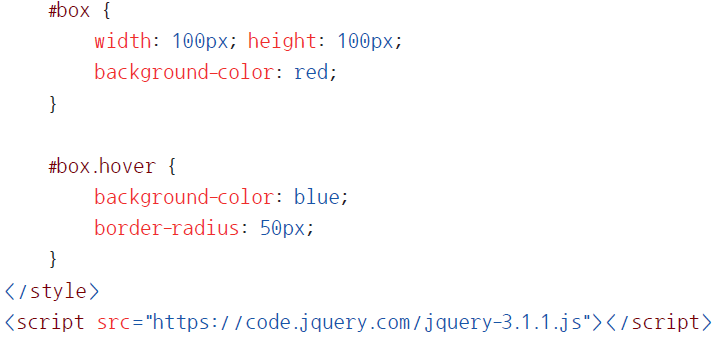 #box {
width: 100px; height: 100px;
background-color: red;
}
#box.hover {
background-color: blue;
border-radius: 50px;
}
</style>
<script src="https://code.jquery.com/jquery-3.1.1.js"></script>